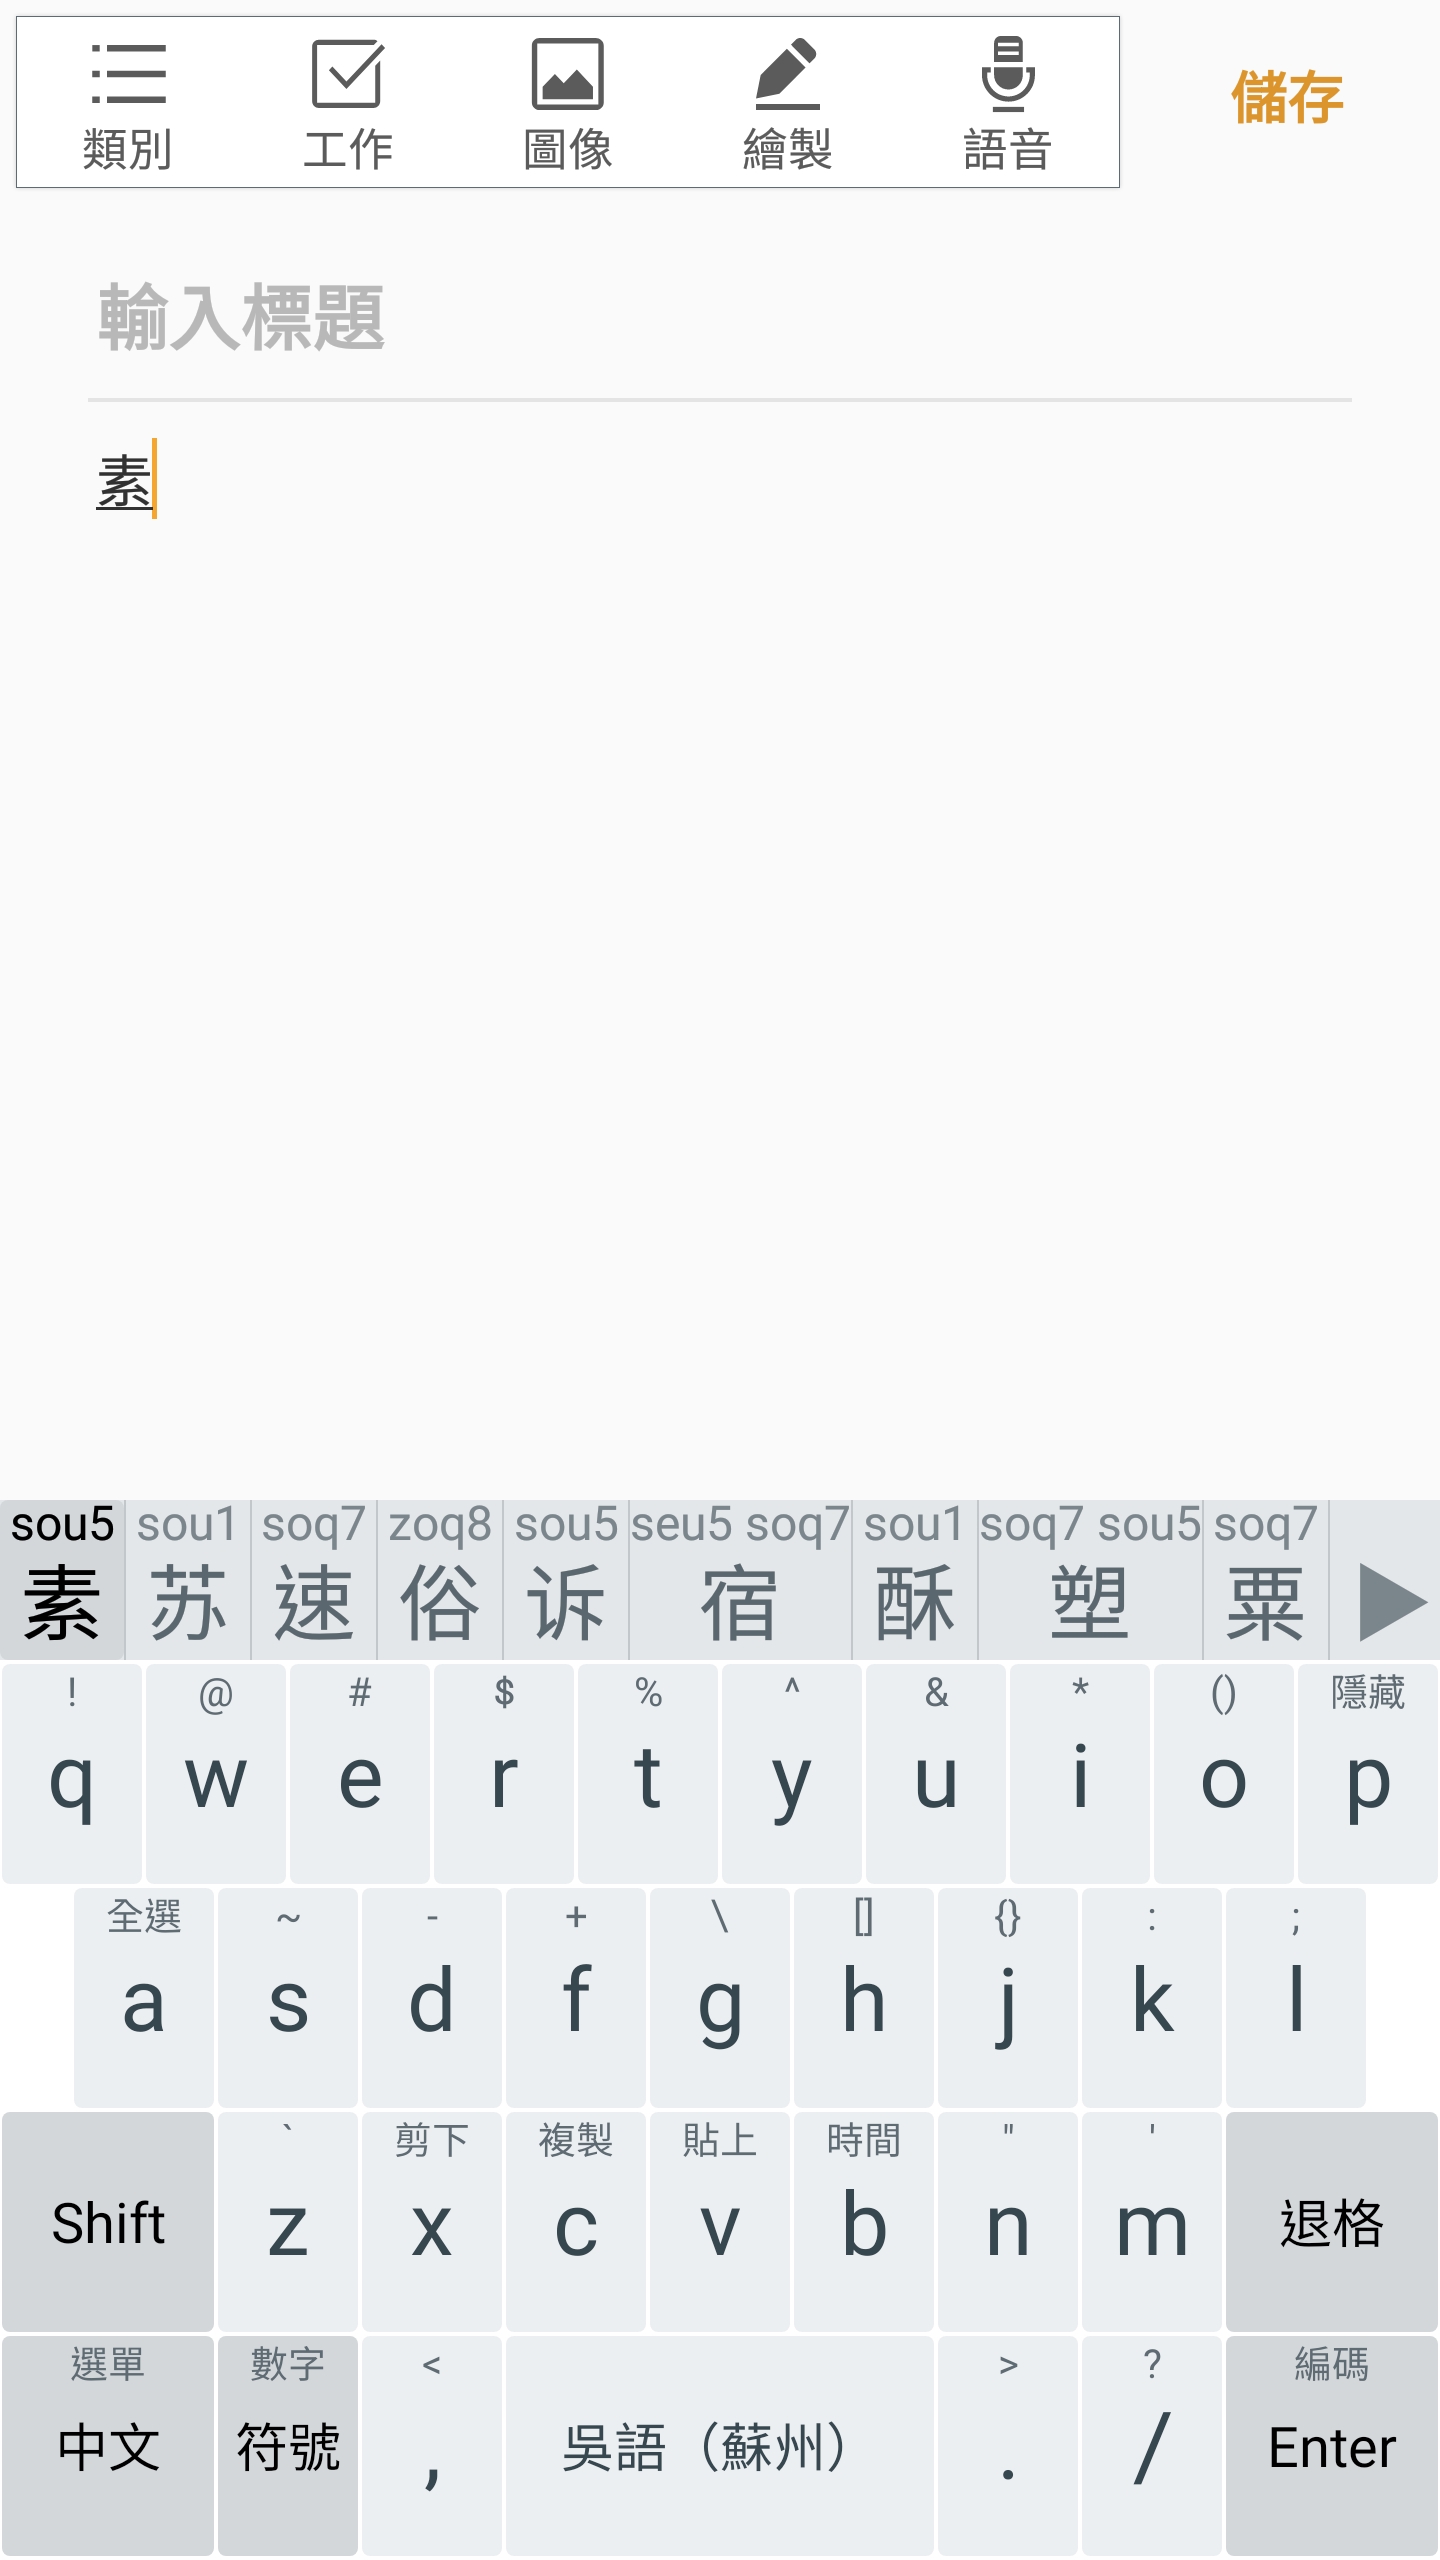 類別 工作 圖像 繪製 語音 儲存
輸入標題
素
sou5 sou1 soq7 zoq8 sou5 seu5 soq7 sou1 soq7 sou5 soq7
素 苏 速 俗 诉 宿 酥 塑 粟
! @ # $ % ^ & * () 隱藏
q w e r t y u i o p
全選 ~ - + \ [] {} : ;
a s d f g h j k l
` 剪下 複製 貼上 時間 " '
Shift z x c v b n m 退格
選單 數字 < > ? 編碼
中文 符號 , 吳語（蘇州） . / Enter